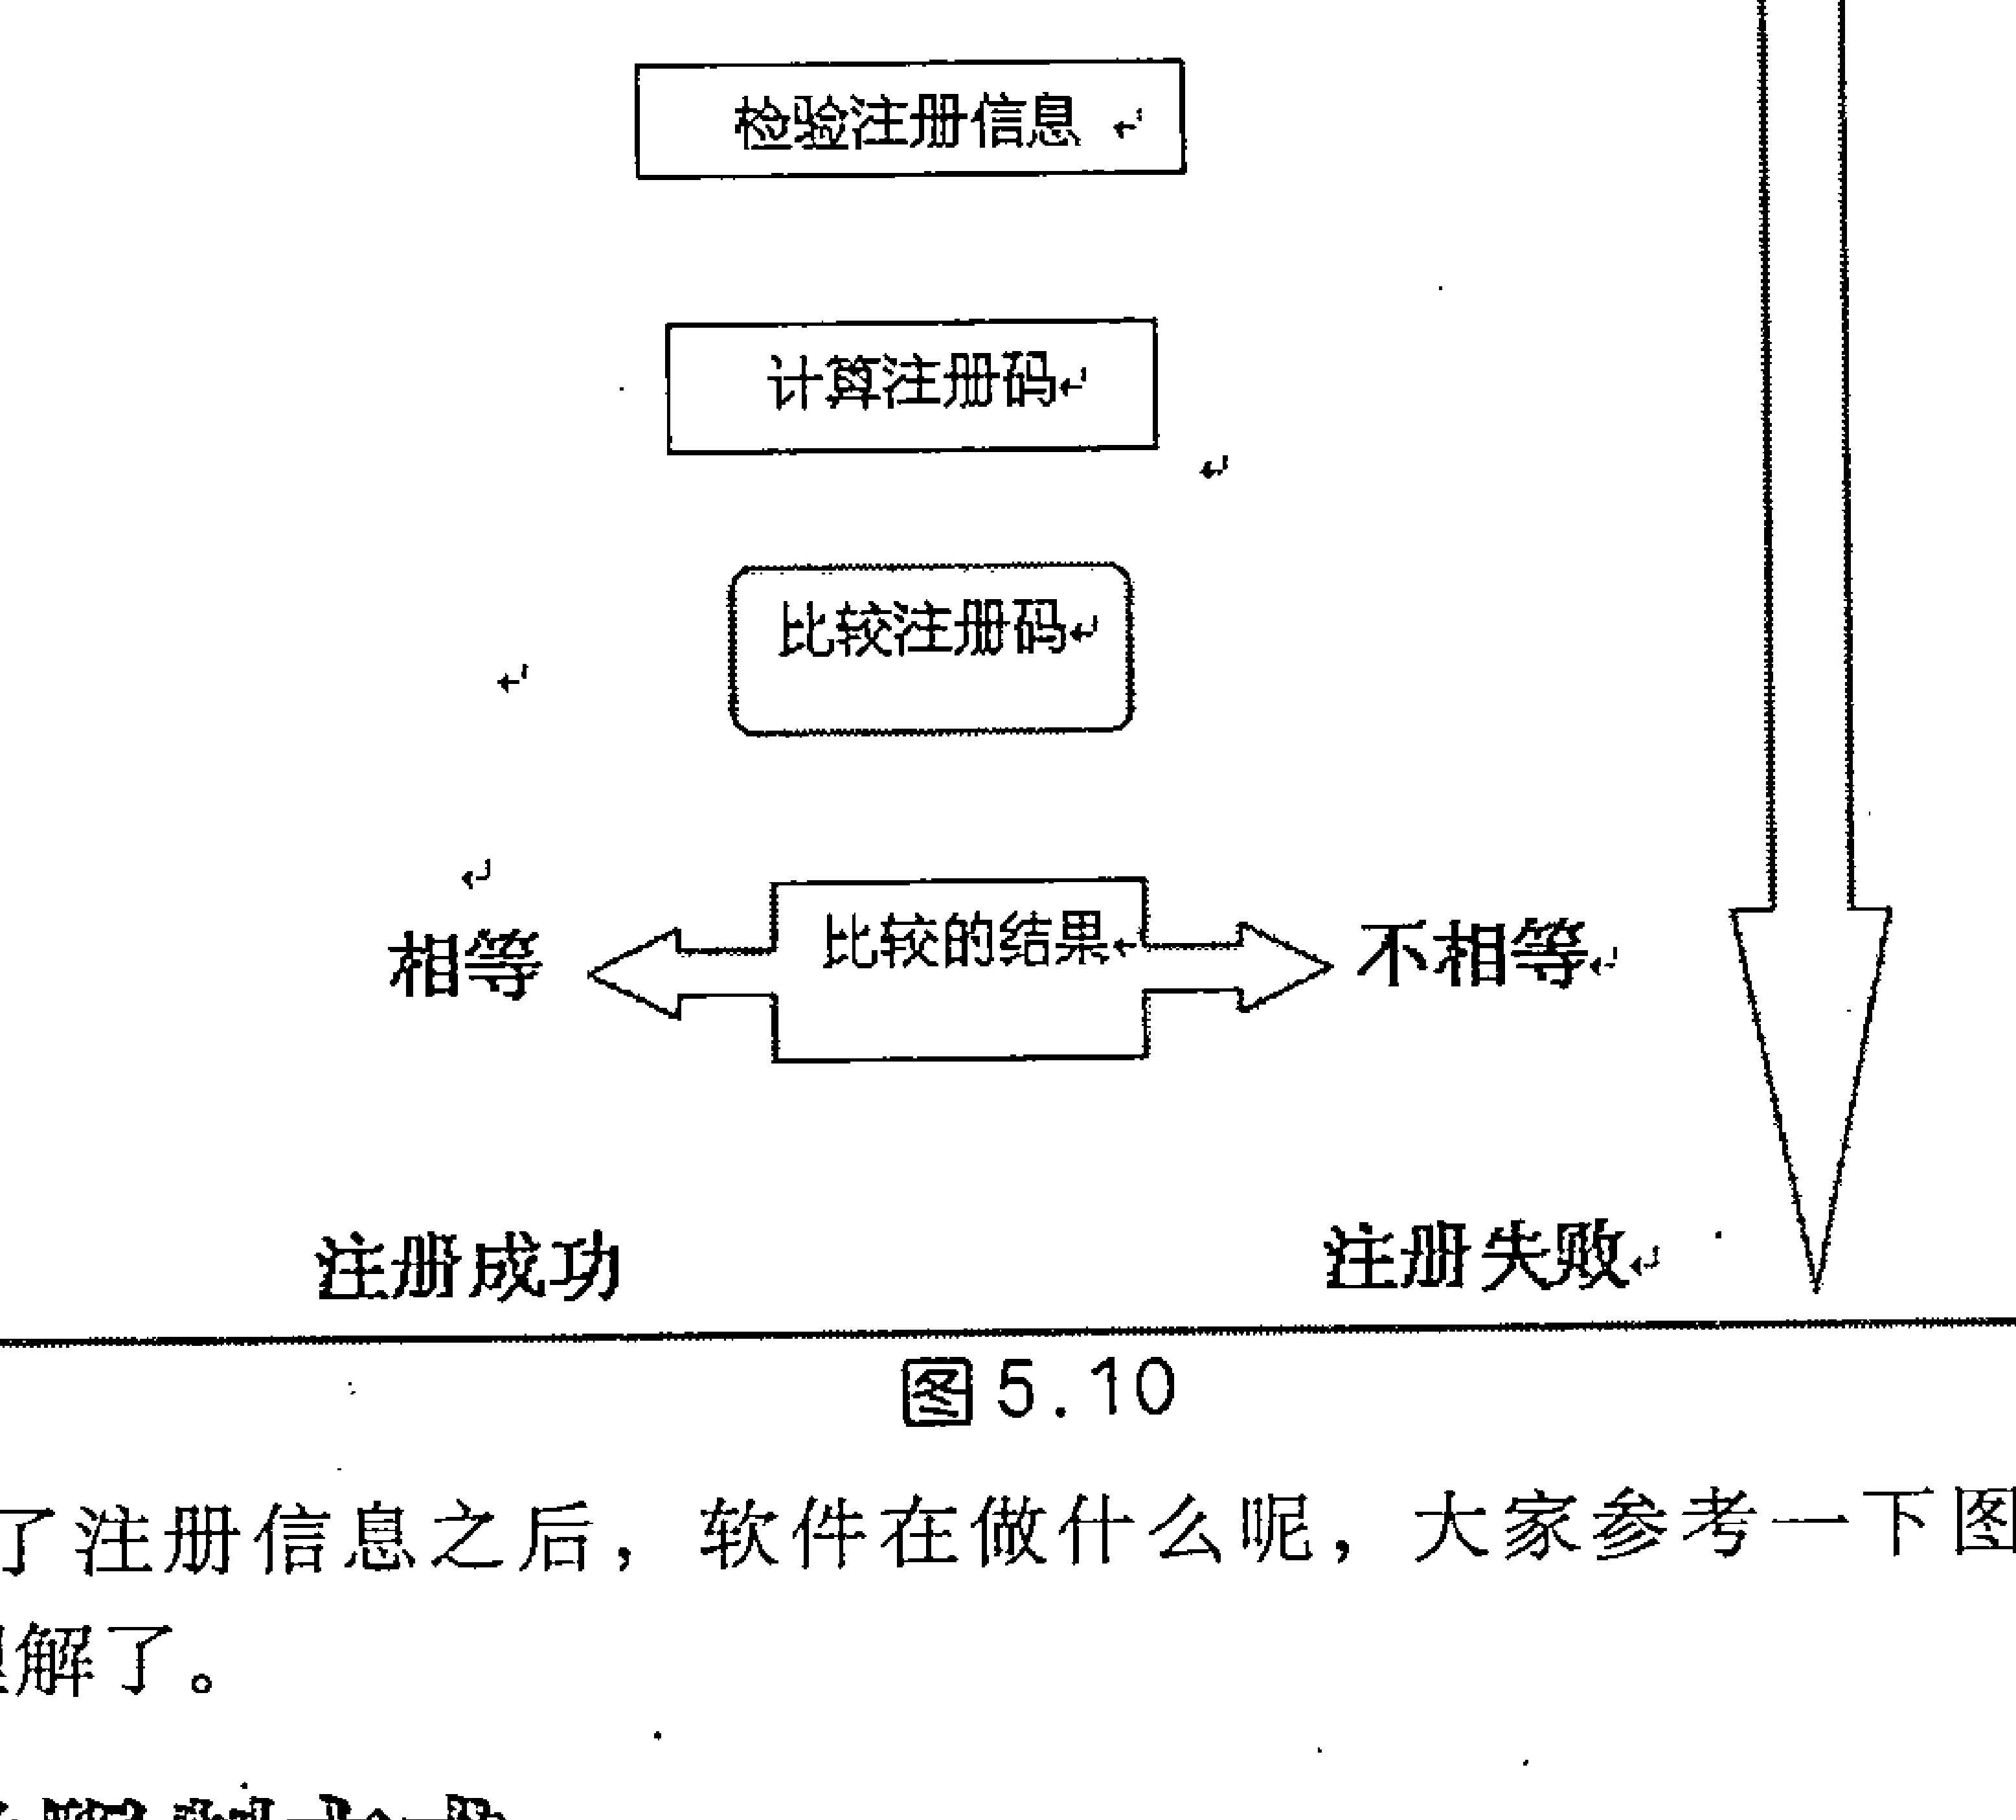 检验注册信息
计算注册码
比较注册码
相等 比较的结果 不相等
注册成功 注册失败
图5.10
了注册信息之后，软件在做什么呢，大家参考一下图
解了。